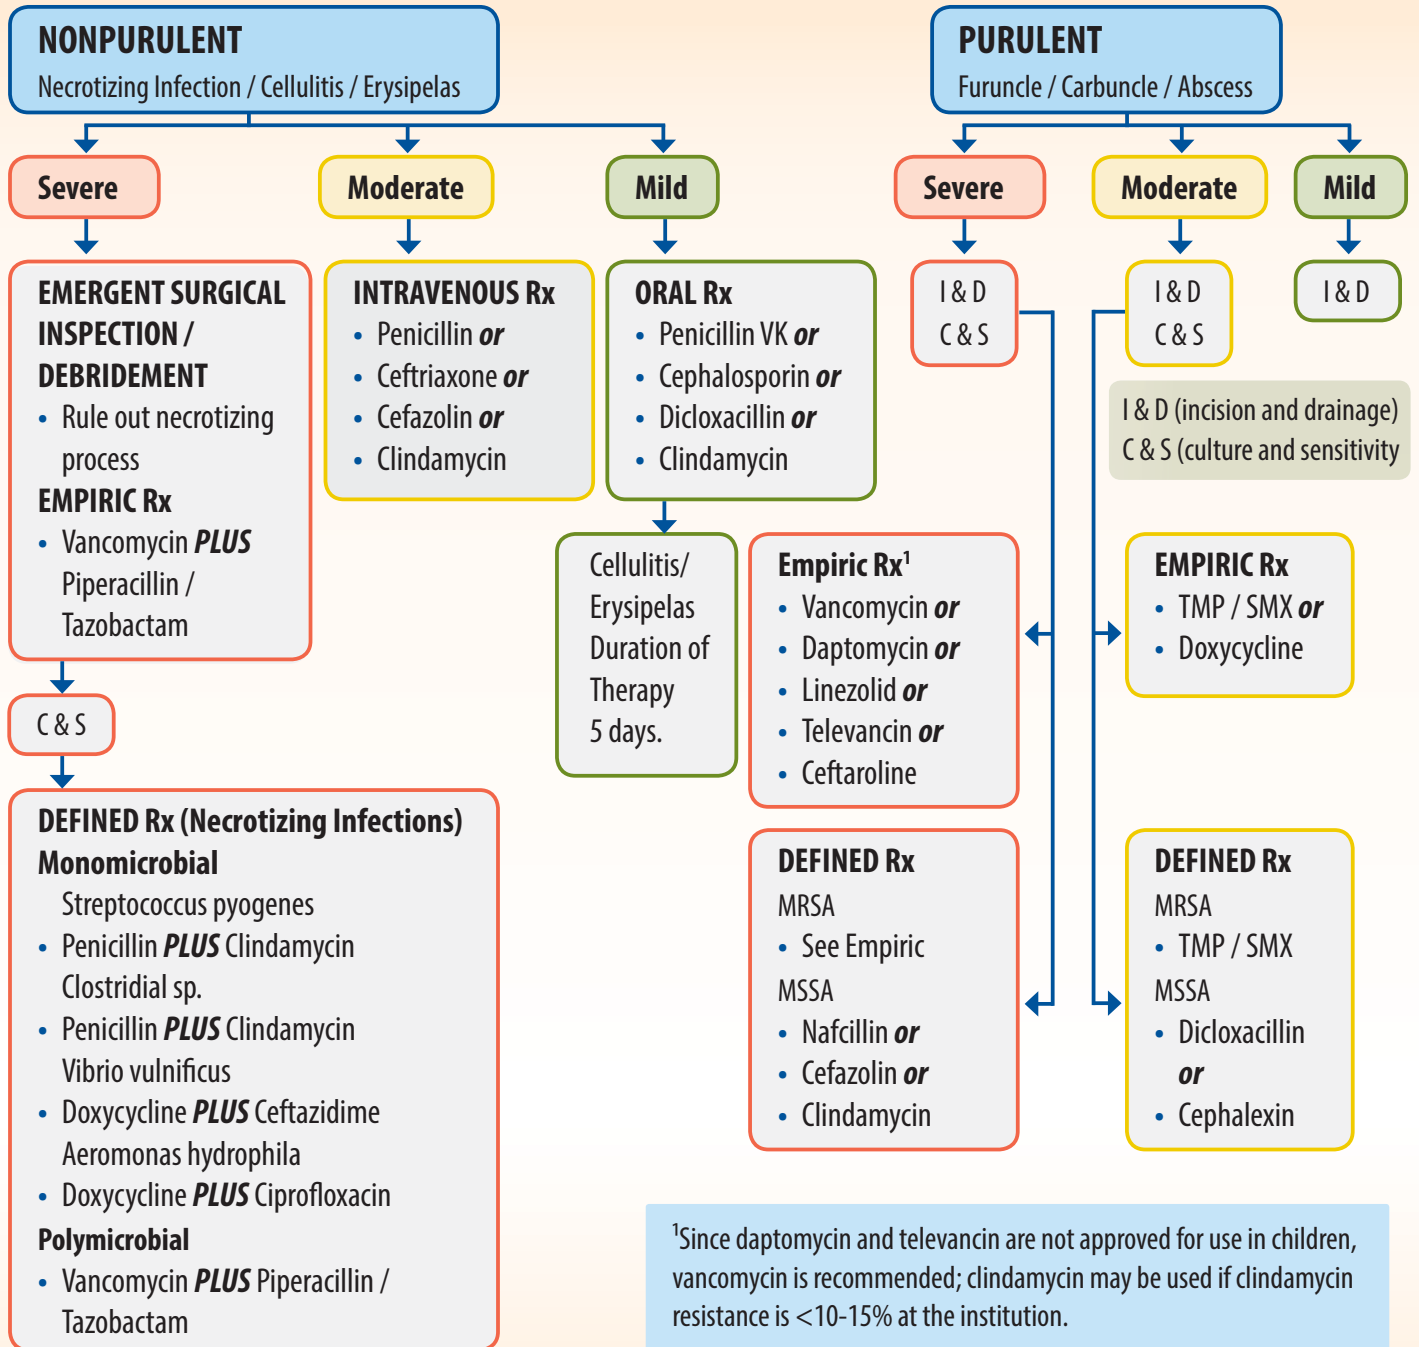 NONPURULENT
Necrotizing Infection / Cellulitis / Erysipelas
Severe
Moderate
Mild
EMERGENT SURGICAL
INSPECTION /
DEBRIDEMENT
• Rule out necrotizing
process
EMPIRIC Rx
• Vancomycin PLUS
Piperacillin /
Tazobactam
C & S
DEFINED Rx (Necrotizing Infections)
Monomicrobial
Streptococcus pyogenes
• Penicillin PLUS Clindamycin
Clostridial sp.
• Penicillin PLUS Clindamycin
Vibrio vulnificus
• Doxycycline PLUS Ceftazidime
Aeromonas hydrophila
• Doxycycline PLUS Ciprofloxacin
Polymicrobial
• Vancomycin PLUS Piperacillin /
Tazobactam
INTRAVENOUS Rx
• Penicillin or
• Ceftriaxone or
• Cefazolin or
• Clindamycin
ORAL Rx
• Penicillin VK or
• Cephalosporin or
• Dicloxacillin or
• Clindamycin
Cellulitis/
Erysipelas
Duration of
Therapy
5 days.
PURULENT
Furuncle / Carbuncle / Abscess
Severe
Moderate
Mild
I & D
C & S
I & D
C & S
I & D
I & D (incision and drainage)
C & S (culture and sensitivity
Empiric Rx¹
• Vancomycin or
• Daptomycin or
• Linezolid or
• Televancin or
• Ceftaroline
DEFINED Rx
MRSA
• See Empiric
MSSA
• Nafcillin or
• Cefazolin or
• Clindamycin
EMPIRIC Rx
• TMP / SMX or
• Doxycycline
DEFINED Rx
MRSA
• TMP / SMX
MSSA
• Dicloxacillin
or
• Cephalexin
¹Since daptomycin and televancin are not approved for use in children,
vancomycin is recommended; clindamycin may be used if clindamycin
resistance is <10-15% at the institution.